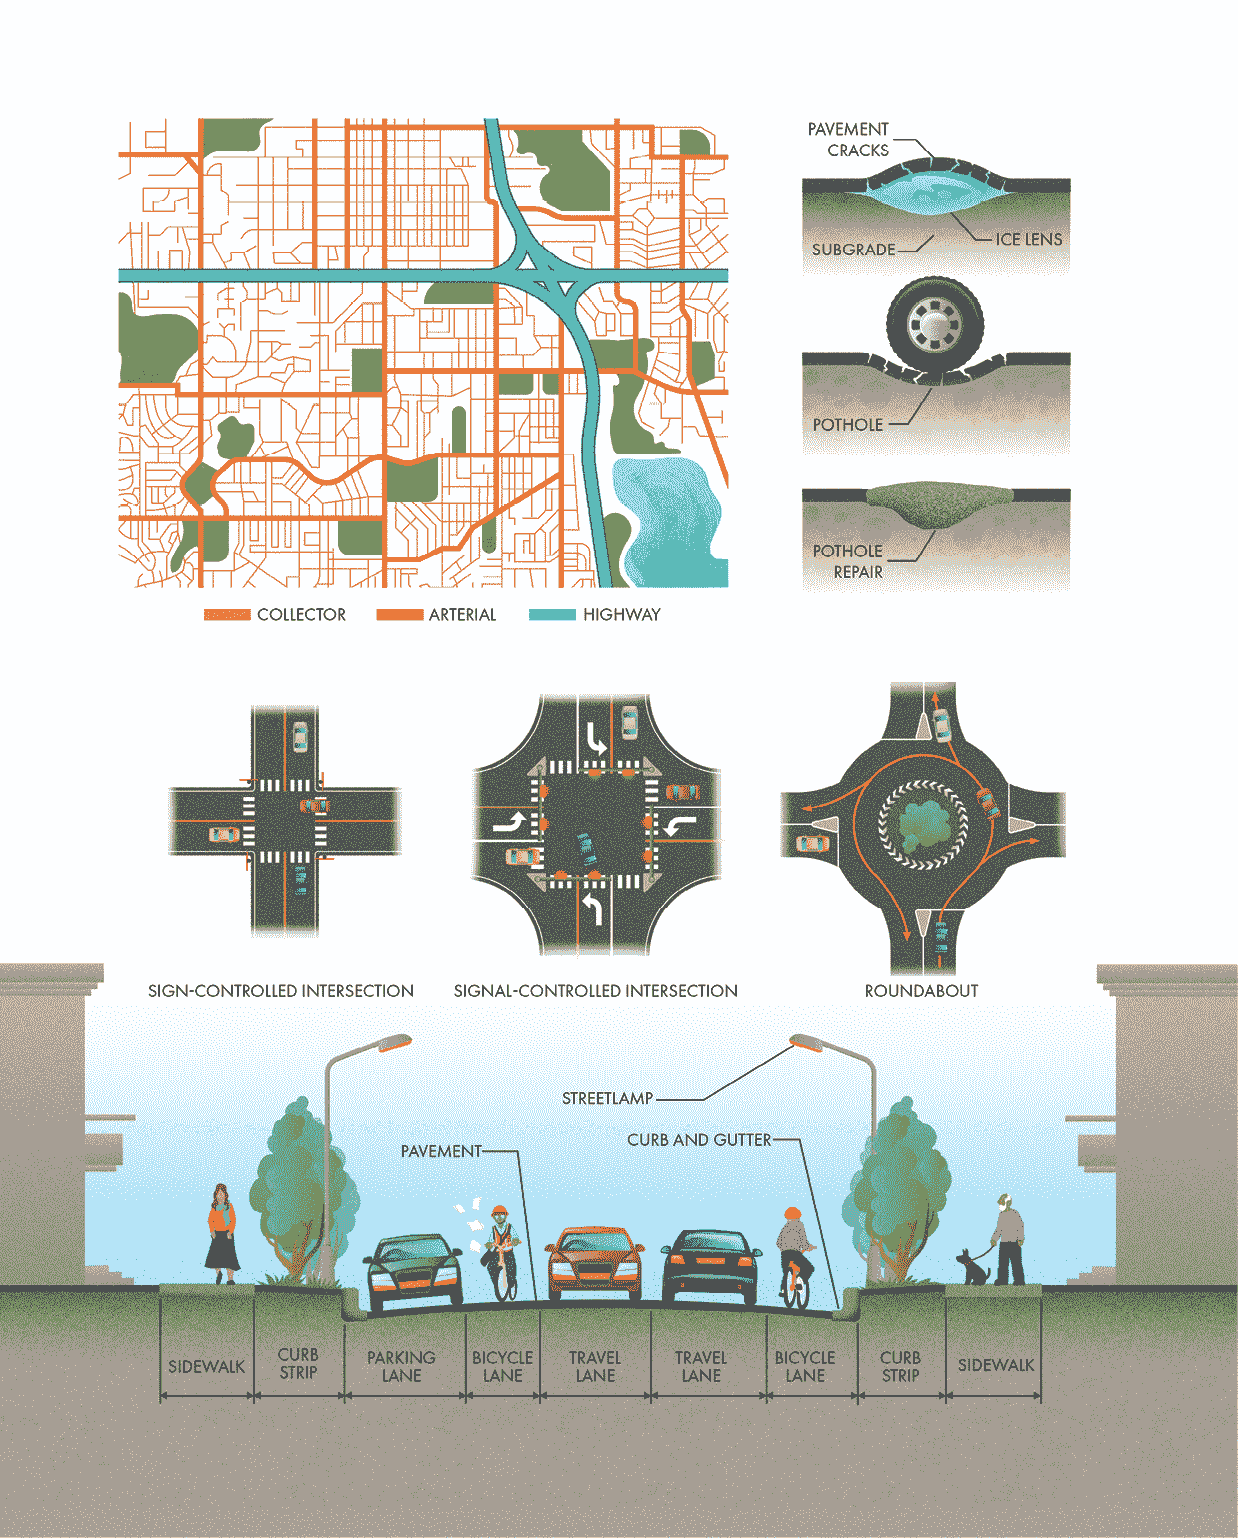 PAVEMENT
CRACKS
ICE LENS
SUBGRADE
POTHOLE
POTHOLE
REPAIR
COLLECTOR
ARTERIAL
HIGHWAY
SIGN-CONTROLLED INTERSECTION
SIGNAL-CONTROLLED INTERSECTION
ROUNDABOUT
STREETLAMP
CURB AND GUTTER
PAVEMENT
SIDEWALK
CURB
STRIP
PARKING
LANE
BICYCLE
LANE
TRAVEL
LANE
TRAVEL
LANE
BICYCLE
LANE
CURB
STRIP
SIDEWALK